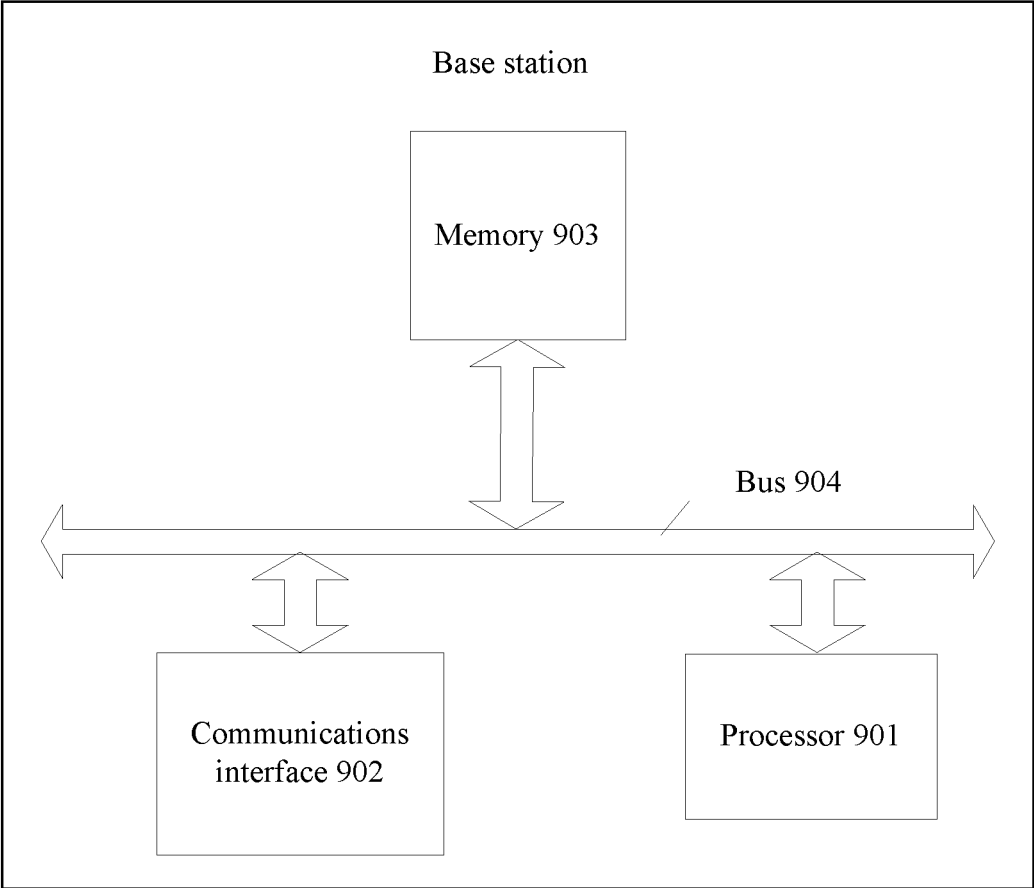 Base station
Memory 903
Bus 904
Communications
interface 902
Processor 901